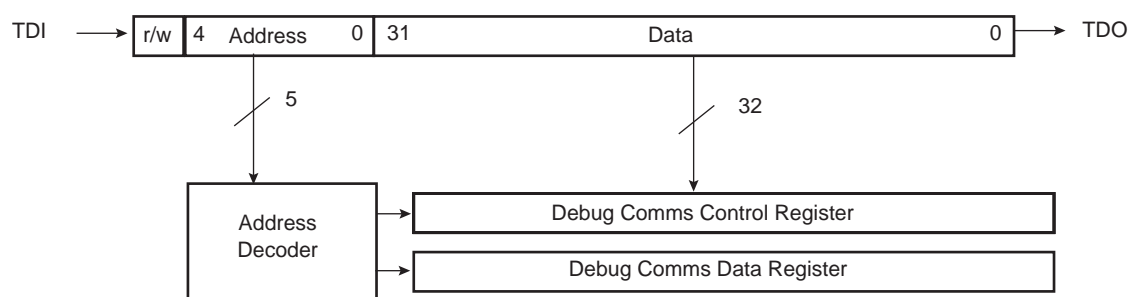 TDI r/w 4 Address 0 31 Data 0 TDO
5
32
Address
Decoder
Debug Comms Control Register
Debug Comms Data Register